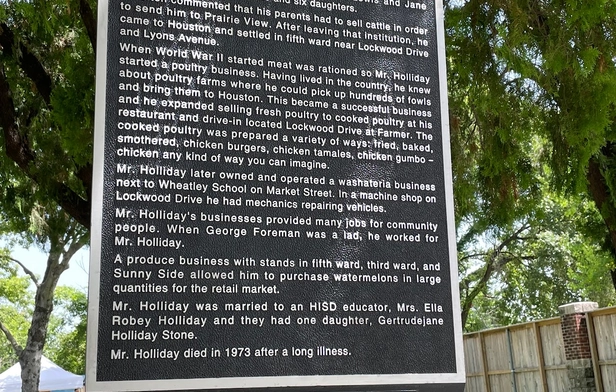 and six daughters.
commented that his parents had to sell cattle in order
to send him to Prairie View. After leaving that institution, he
came to Houston and settled in fifth ward near Lockwood Drive
and Lyons Avenue.
When World War II started meat was rationed so Mr. Holliday
started a poultry business. Having lived in the country, he knew
about poultry farms where he could pick up hundreds of fowls
and bring them to Houston. This became a successful business
and he expanded selling fresh poultry to cooked poultry at his
restaurant and drive-in located Lockwood Drive at Farmer. The
cooked poultry was prepared a variety of ways: fried, baked,
smothered, chicken burgers, chicken tamales, chicken gumbo –
chicken any kind of way you can imagine.
Mr. Holliday later owned and operated a washateria business
next to Wheatley School on Market Street. In a machine shop on
Lockwood Drive he had mechanics repairing vehicles.
Mr. Holliday's businesses provided many jobs for community
people. When George Foreman was a lad, he worked for
Mr. Holliday.
A produce business with stands in fifth ward, third ward, and
Sunny Side allowed him to purchase watermelons in large
quantities for the retail market.
Mr. Holliday was married to an HISD educator, Mrs. Ella
Robey Holliday and they had one daughter, Gertrudejane
Holliday Stone.
Mr. Holliday died in 1973 after a long illness.